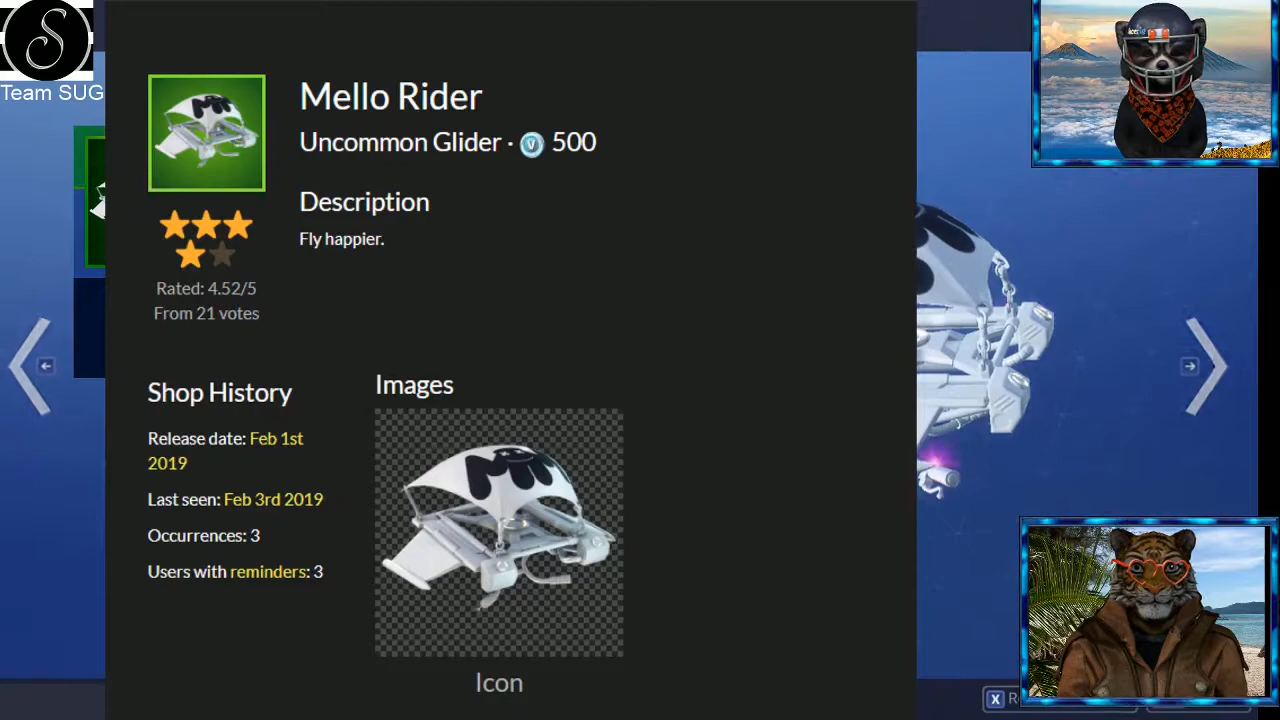 S
Team SUG
Mello Rider
Uncommon Glider · V 500
Description
Fly happier.
Rated: 4.52/5
From 21 votes
Shop History
Release date: Feb 1st
2019
Last seen: Feb 3rd 2019
Occurrences: 3
Users with reminders: 3
Images
Icon
X R